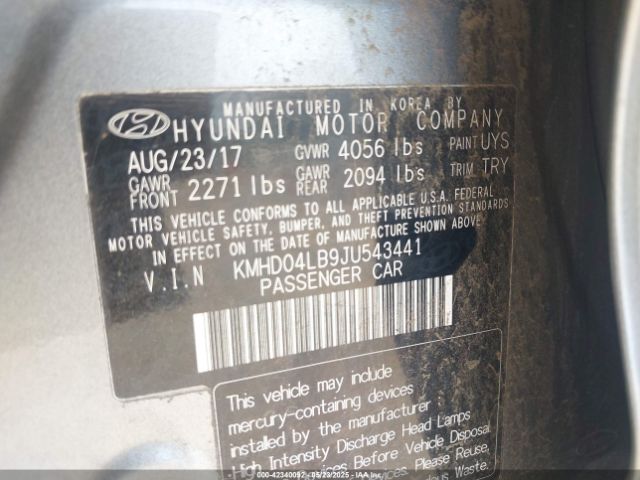 MANUFACTURED IN KOREA BY
HYUNDAI MOTOR COMPANY
AUG/23/17 GVWR 4056 lbs PAINT UYS
GAWR FRONT 2271 lbs GAWR REAR 2094 lbs TRIM TRY
THIS VEHICLE CONFORMS TO ALL APPLICABLE U.S.A. FEDERAL
MOTOR VEHICLE SAFETY, BUMPER, AND THEFT PREVENTION STANDARDS
IN EFFECT ON THE DATE OF MANUFACTURE SHOWN ABOVE.
V.I.N KMHD04LB9JU543441
PASSENGER CAR
This vehicle may include
mercury-containing devices
installed by the manufacturer :
High Intensity Discharge Head Lamps
Devices Before Vehicle Disposal
Please Reuse,
Waste.
000-42340092 - 05/23/2025 - IAA Inc.